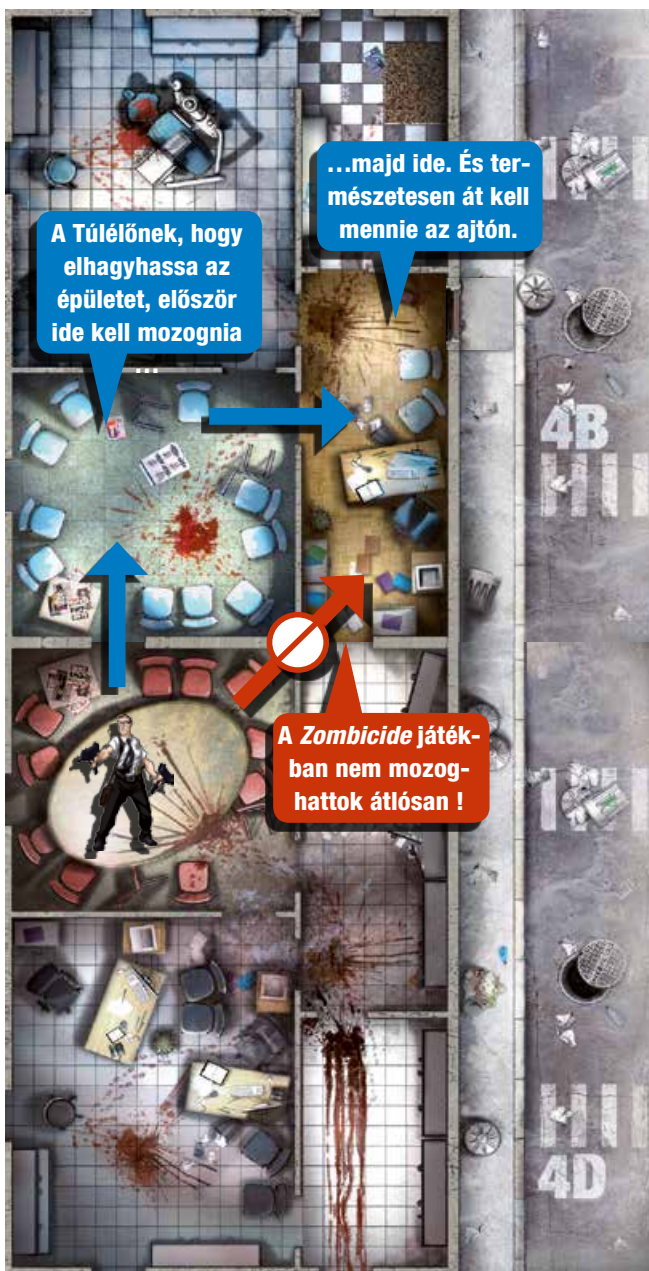 …majd ide. És ter-
mészetesen át kell
mennie az ajtón.
A Túlélőnek, hogy
elhagyhassa az
épületet, először
ide kell mozognia
…
4B
A Zombicide játék-
ban nem mozog-
hattok átlósan !
4D